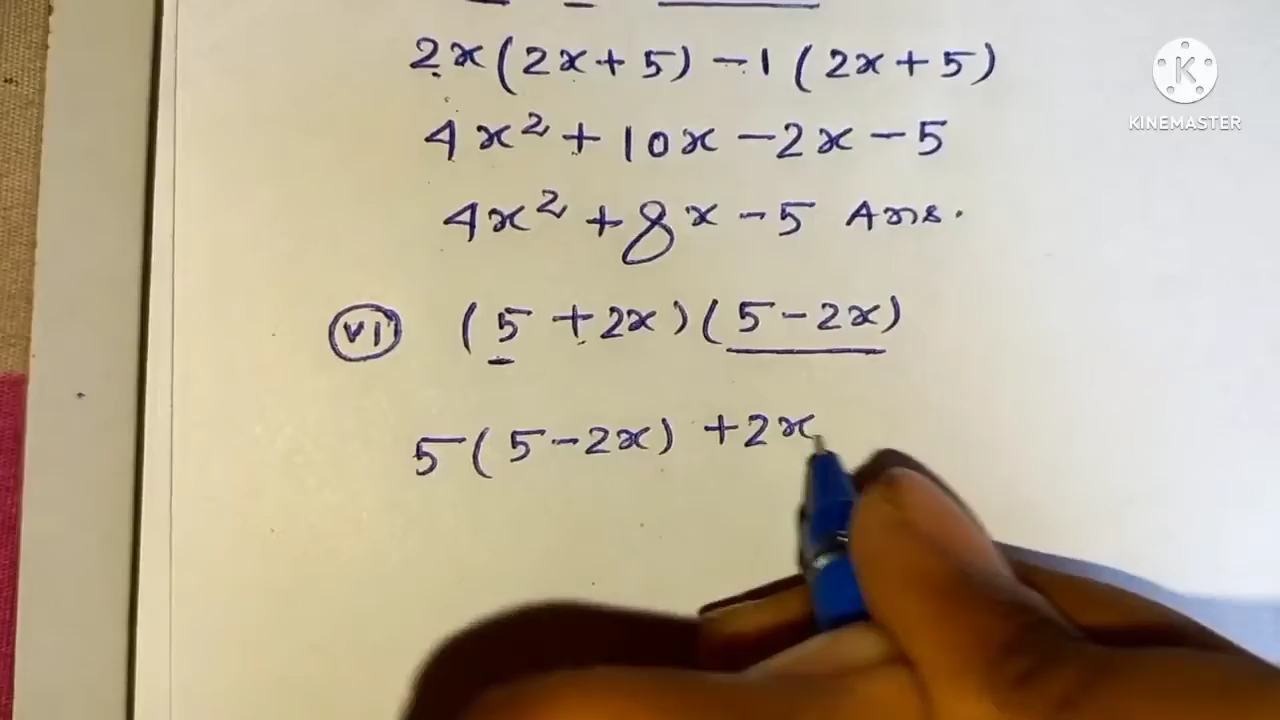 2x(2x+5) -1 (2x+5)
4x² + 10x -2x -5
4x² +8x -5 Ans.
(vi) (5 +2x)(5-2x)
5(5-2x) +2x
K
KINEMASTER